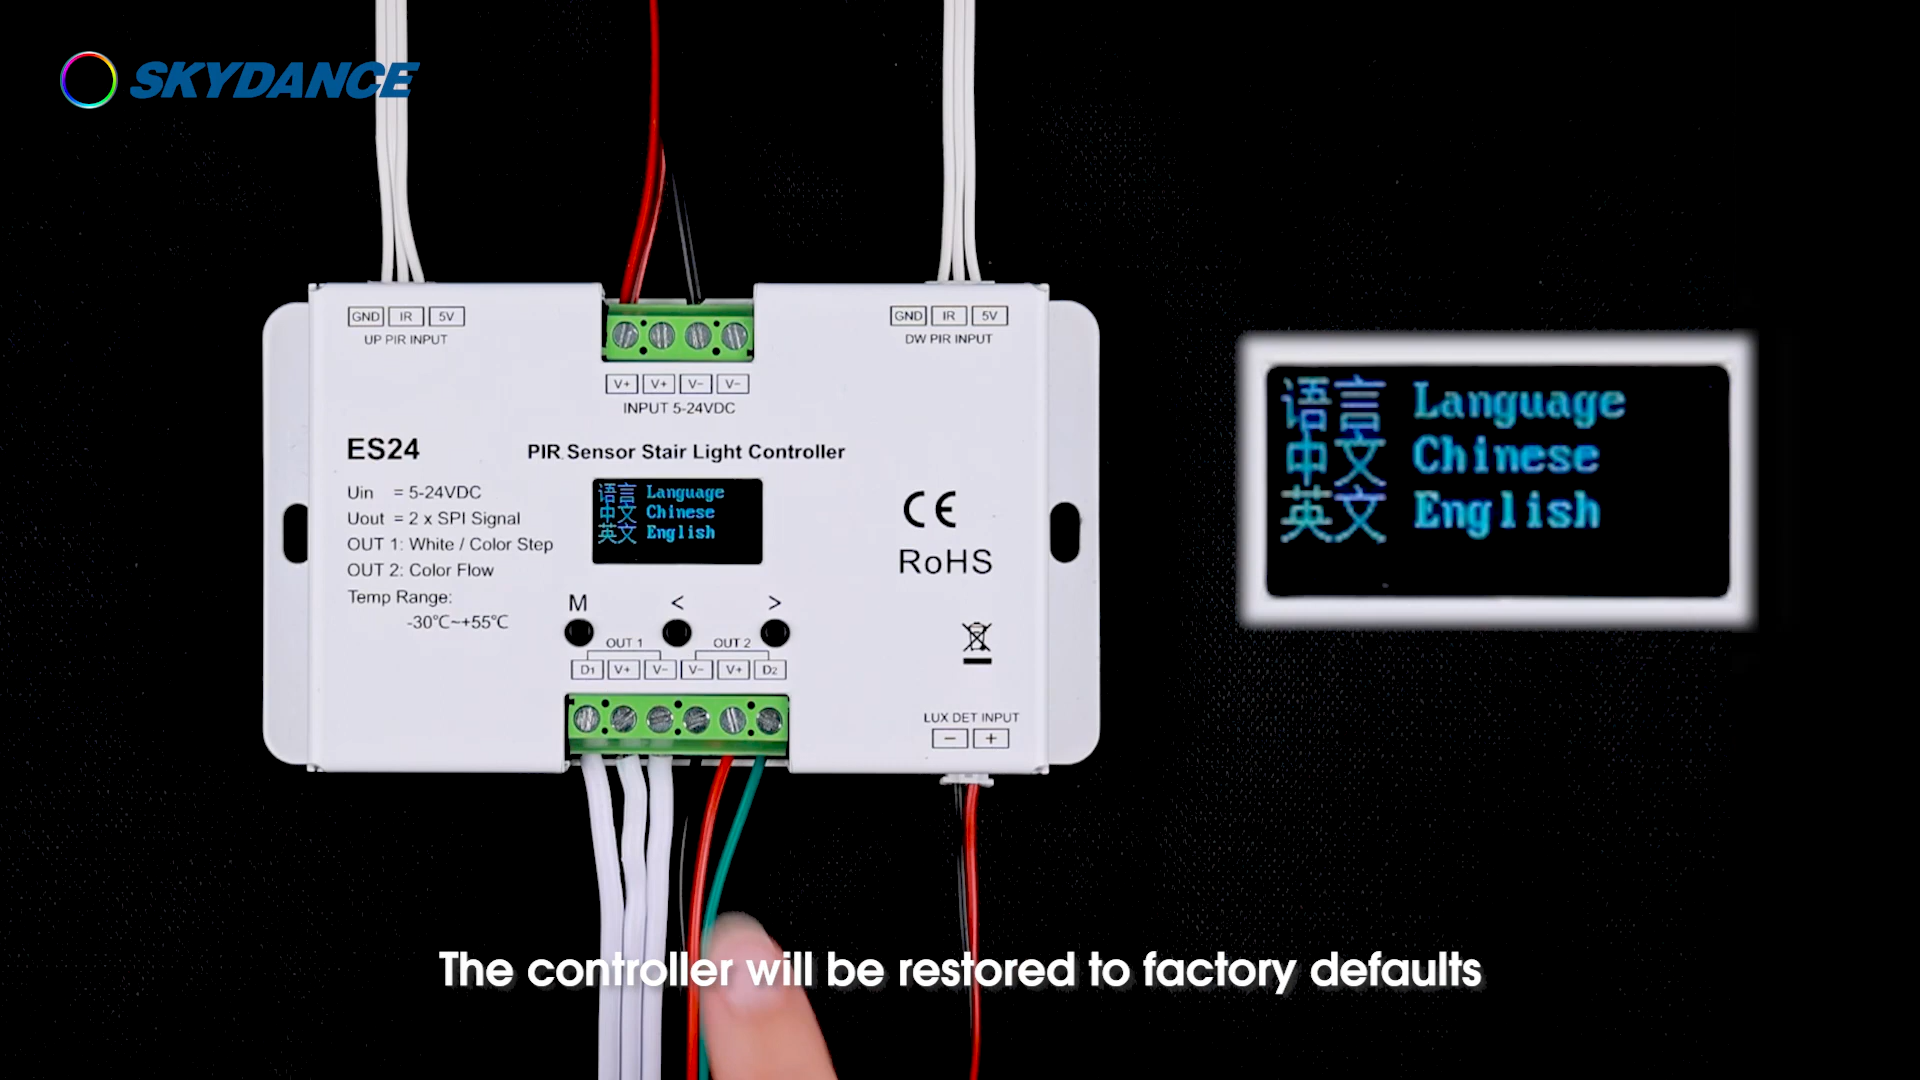 SKYDANCE
GND IR 5V
UP PIR INPUT
V+ V+ V- V-
INPUT 5-24VDC
GND IR 5V
DW PIR INPUT
ES24
PIR Sensor Stair Light Controller
Uin = 5-24VDC
Uout = 2 x SPI Signal
OUT 1: White / Color Step
OUT 2: Color Flow
Temp Range:
-30℃~+55℃
语言 Language
中文 Chinese
英文 English
CE
RoHS
M < >
OUT 1 OUT 2
D1 V+ V- V- V+ D2
LUX DET INPUT
- +
语言 Language
中文 Chinese
英文 English
The controller will be restored to factory defaults